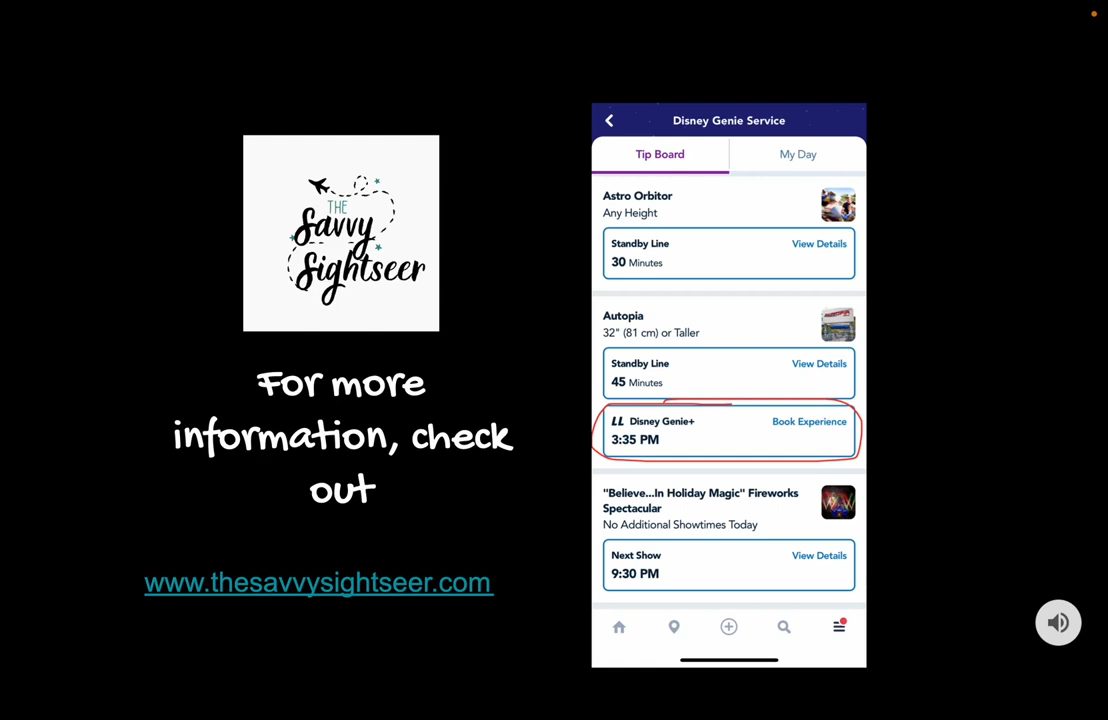 THE
Savvy
Sightseer
For more
information, check
out
www.thesavvysightseer.com
Disney Genie Service
Tip Board
My Day
Astro Orbitor
Any Height
Standby Line
View Details
30 Minutes
Autopia
32" (81 cm) or Taller
Standby Line
View Details
45 Minutes
LL Disney Genie+
Book Experience
3:35 PM
"Believe...In Holiday Magic" Fireworks
Spectacular
No Additional Showtimes Today
Next Show
View Details
9:30 PM